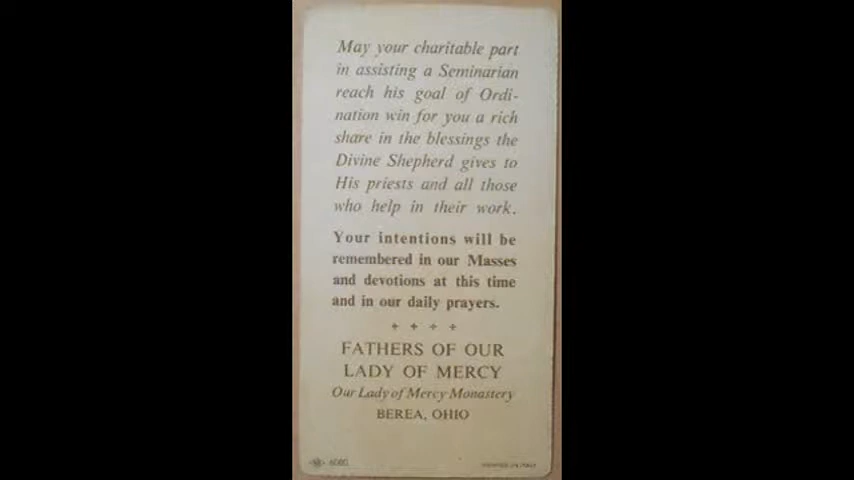 May your charitable part
in assisting a Seminarian
reach his goal of Ordi-
nation win for you a rich
share in the blessings the
Divine Shepherd gives to
His priests and all those
who help in their work.
Your intentions will be
remembered in our Masses
and devotions at this time
and in our daily prayers.
+ + + +
FATHERS OF OUR
LADY OF MERCY
Our Lady of Mercy Monastery
BEREA, OHIO
PRINTED IN ITALY